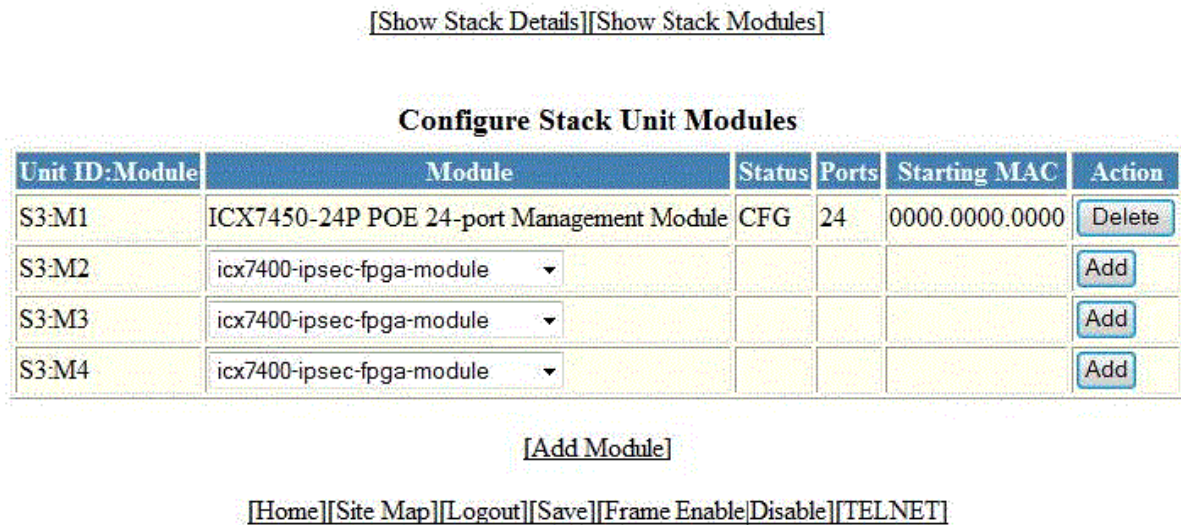 [Show Stack Details][Show Stack Modules]
Configure Stack Unit Modules
Unit ID:Module Module Status Ports Starting MAC Action
S3:M1 ICX7450-24P POE 24-port Management Module CFG 24 0000.0000.0000 Delete
S3:M2 icx7400-ipsec-fpga-module Add
S3:M3 icx7400-ipsec-fpga-module Add
S3:M4 icx7400-ipsec-fpga-module Add
[Add Module]
[Home][Site Map][Logout][Save][Frame Enable|Disable][TELNET]